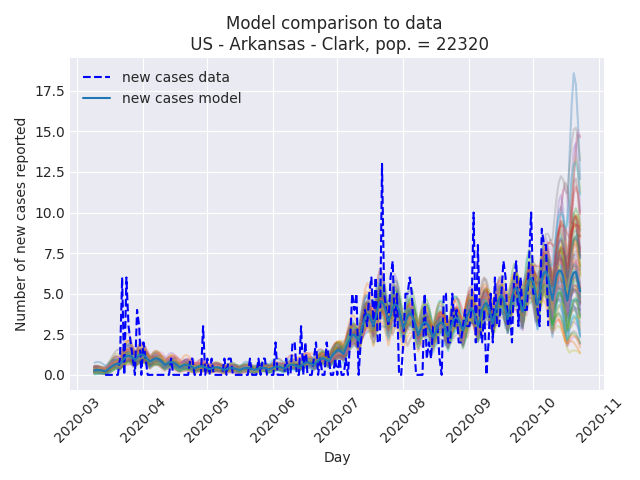 Model comparison to data
US - Arkansas - Clark, pop. = 22320
new cases data
new cases model
Number of new cases reported
17.5
15.0
12.5
10.0
7.5
5.0
2.5
0.0
2020-03
2020-04
2020-05
2020-06
2020-07
2020-08
2020-09
2020-10
2020-11
Day